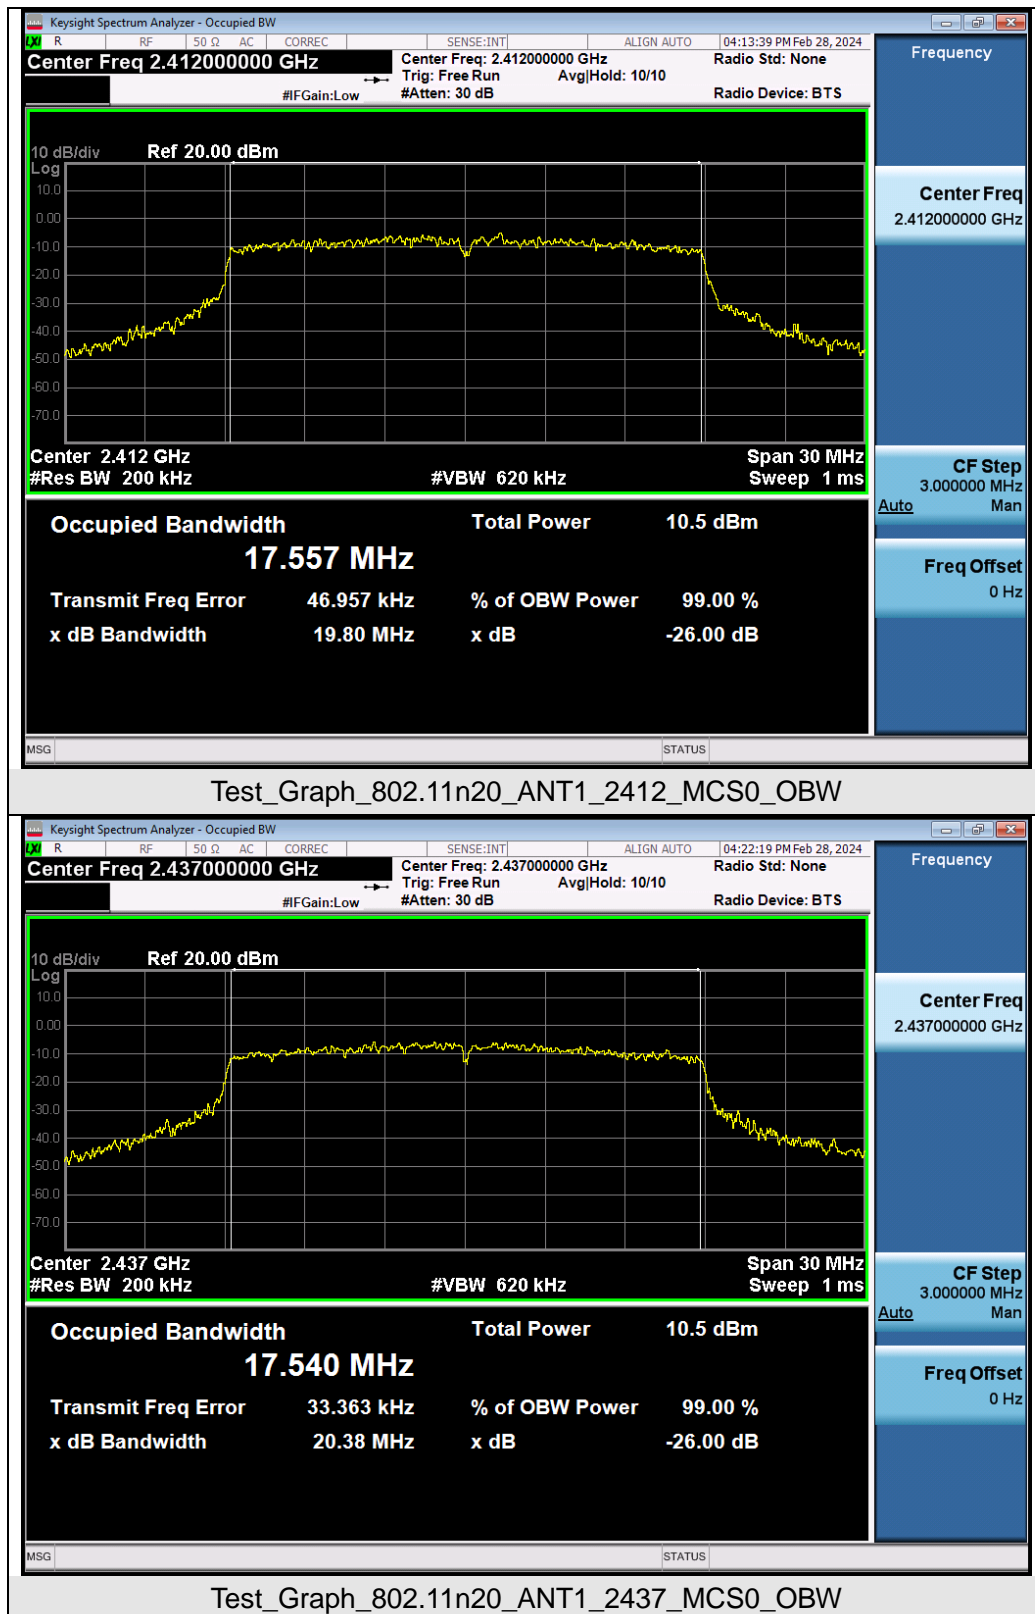 Keysight Spectrum Analyzer - Occupied BW
LXI R RF 50 Ω AC CORREC SENSE:INT ALIGN AUTO 04:13:39 PM Feb 28, 2024
Center Freq 2.412000000 GHz
Center Freq: 2.412000000 GHz Radio Std: None
Trig: Free Run Avg|Hold: 10/10
#IFGain:Low #Atten: 30 dB Radio Device: BTS
Frequency
10 dB/div Ref 20.00 dBm
Log
10.0
0.00
-10.0
-20.0
-30.0
-40.0
-50.0
-60.0
-70.0
Center 2.412 GHz Span 30 MHz
#Res BW 200 kHz #VBW 620 kHz Sweep 1 ms
Center Freq
2.412000000 GHz
CF Step
3.000000 MHz
Auto Man
Freq Offset
0 Hz
Occupied Bandwidth Total Power 10.5 dBm
17.557 MHz
Transmit Freq Error 46.957 kHz % of OBW Power 99.00 %
x dB Bandwidth 19.80 MHz x dB -26.00 dB
MSG STATUS
Test_Graph_802.11n20_ANT1_2412_MCS0_OBW
Keysight Spectrum Analyzer - Occupied BW
LXI R RF 50 Ω AC CORREC SENSE:INT ALIGN AUTO 04:22:19 PM Feb 28, 2024
Center Freq 2.437000000 GHz
Center Freq: 2.437000000 GHz Radio Std: None
Trig: Free Run Avg|Hold: 10/10
#IFGain:Low #Atten: 30 dB Radio Device: BTS
Frequency
10 dB/div Ref 20.00 dBm
Log
10.0
0.00
-10.0
-20.0
-30.0
-40.0
-50.0
-60.0
-70.0
Center 2.437 GHz Span 30 MHz
#Res BW 200 kHz #VBW 620 kHz Sweep 1 ms
Center Freq
2.437000000 GHz
CF Step
3.000000 MHz
Auto Man
Freq Offset
0 Hz
Occupied Bandwidth Total Power 10.5 dBm
17.540 MHz
Transmit Freq Error 33.363 kHz % of OBW Power 99.00 %
x dB Bandwidth 20.38 MHz x dB -26.00 dB
MSG STATUS
Test_Graph_802.11n20_ANT1_2437_MCS0_OBW